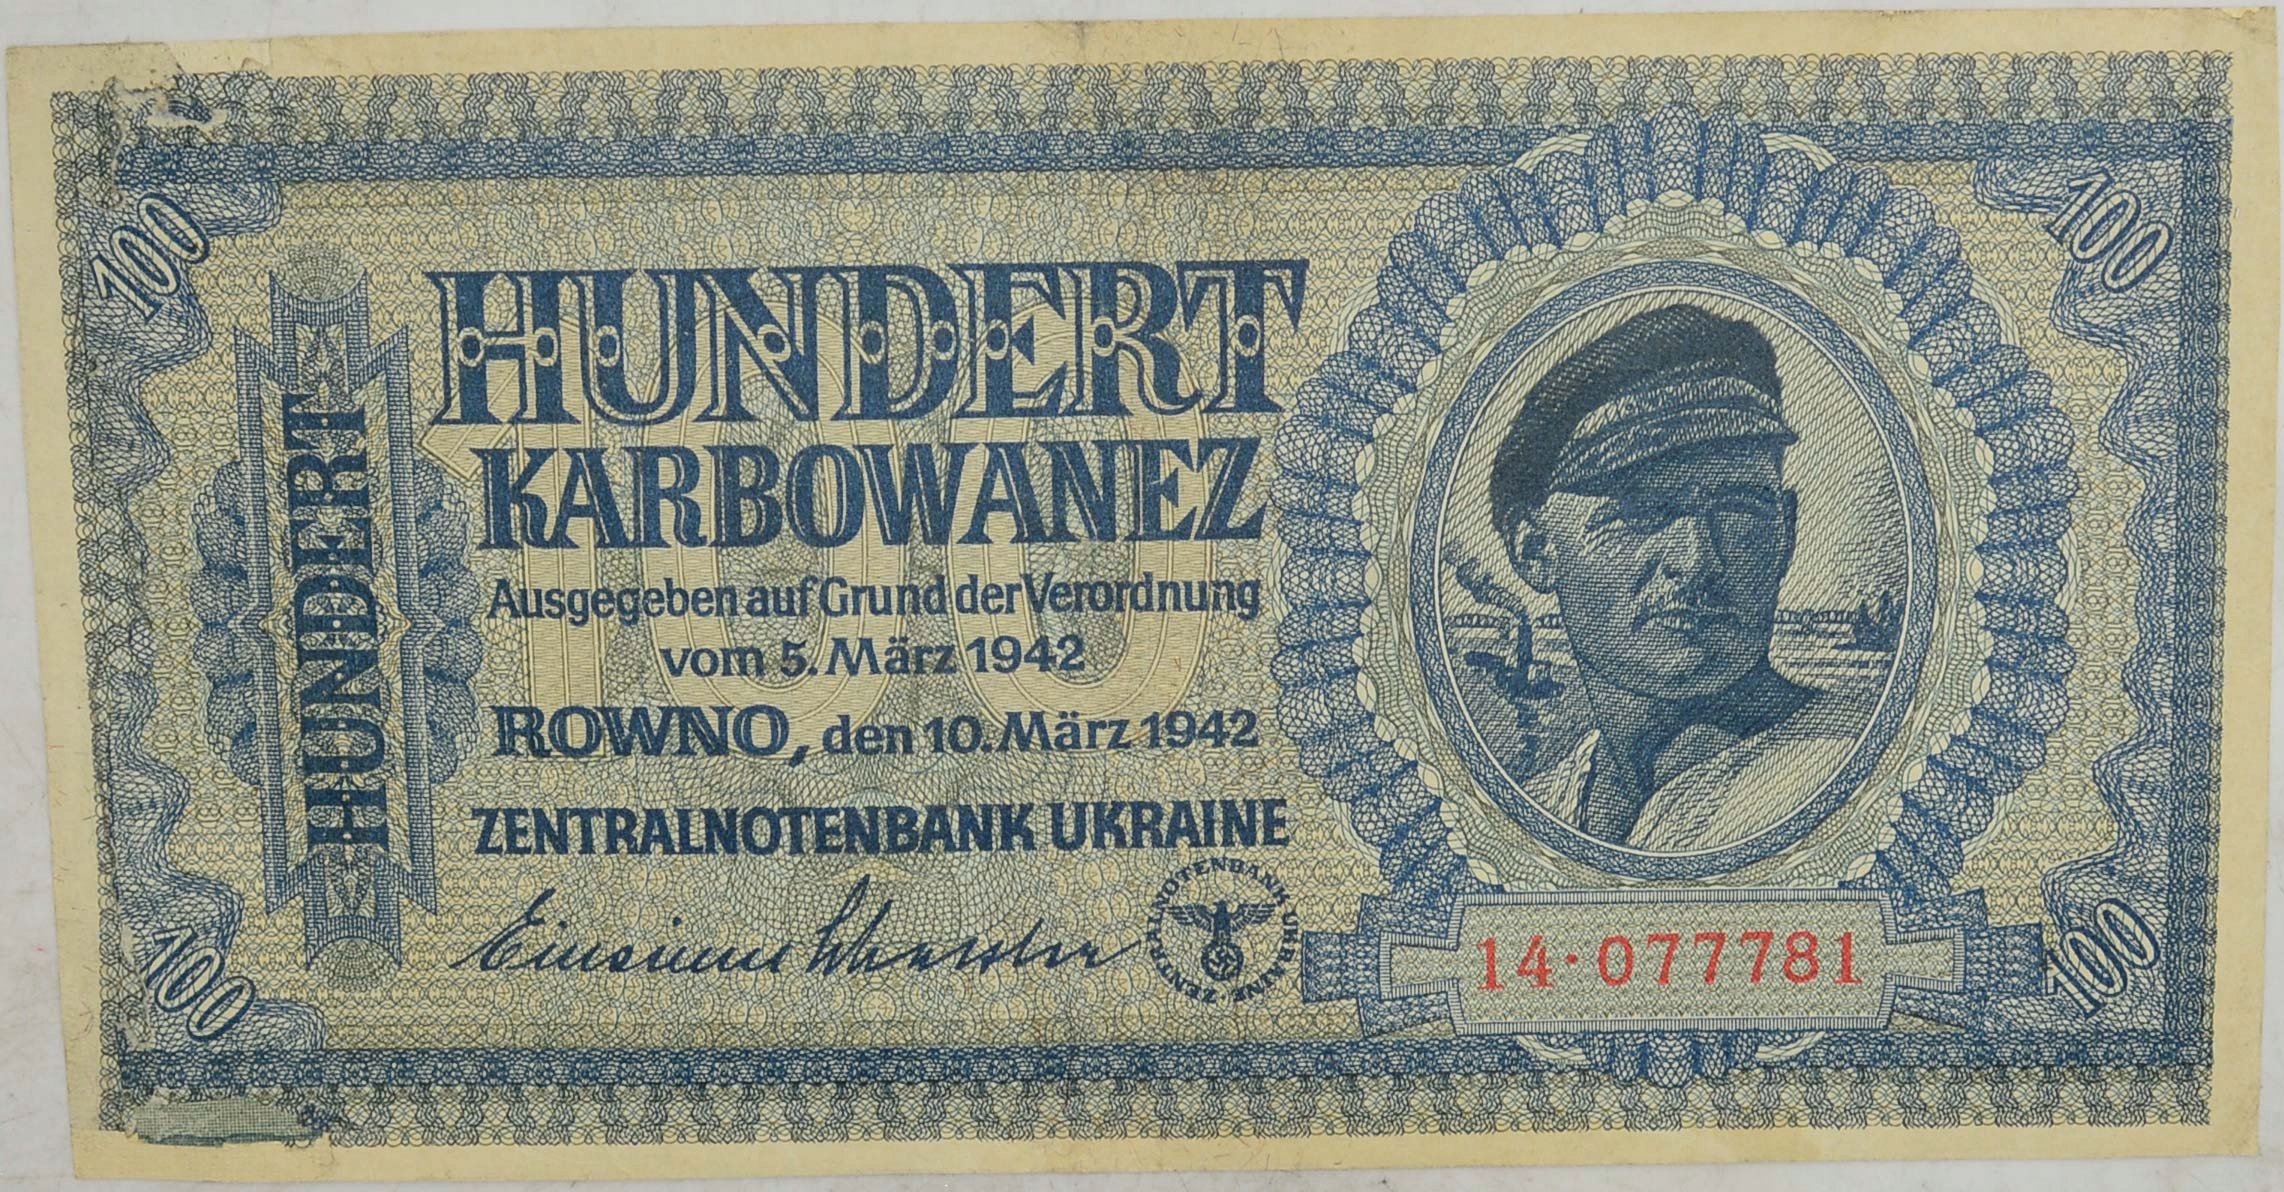 100
100
HUNDERT
HUNDERT
KARBOWANEZ
Ausgegeben auf Grund der Verordnung
vom 5. März 1942
ROWNO, den 10. März 1942
ZENTRALNOTENBANK UKRAINE
ZENTRALNOTENBANK UKRAINE
14·077781
100
100